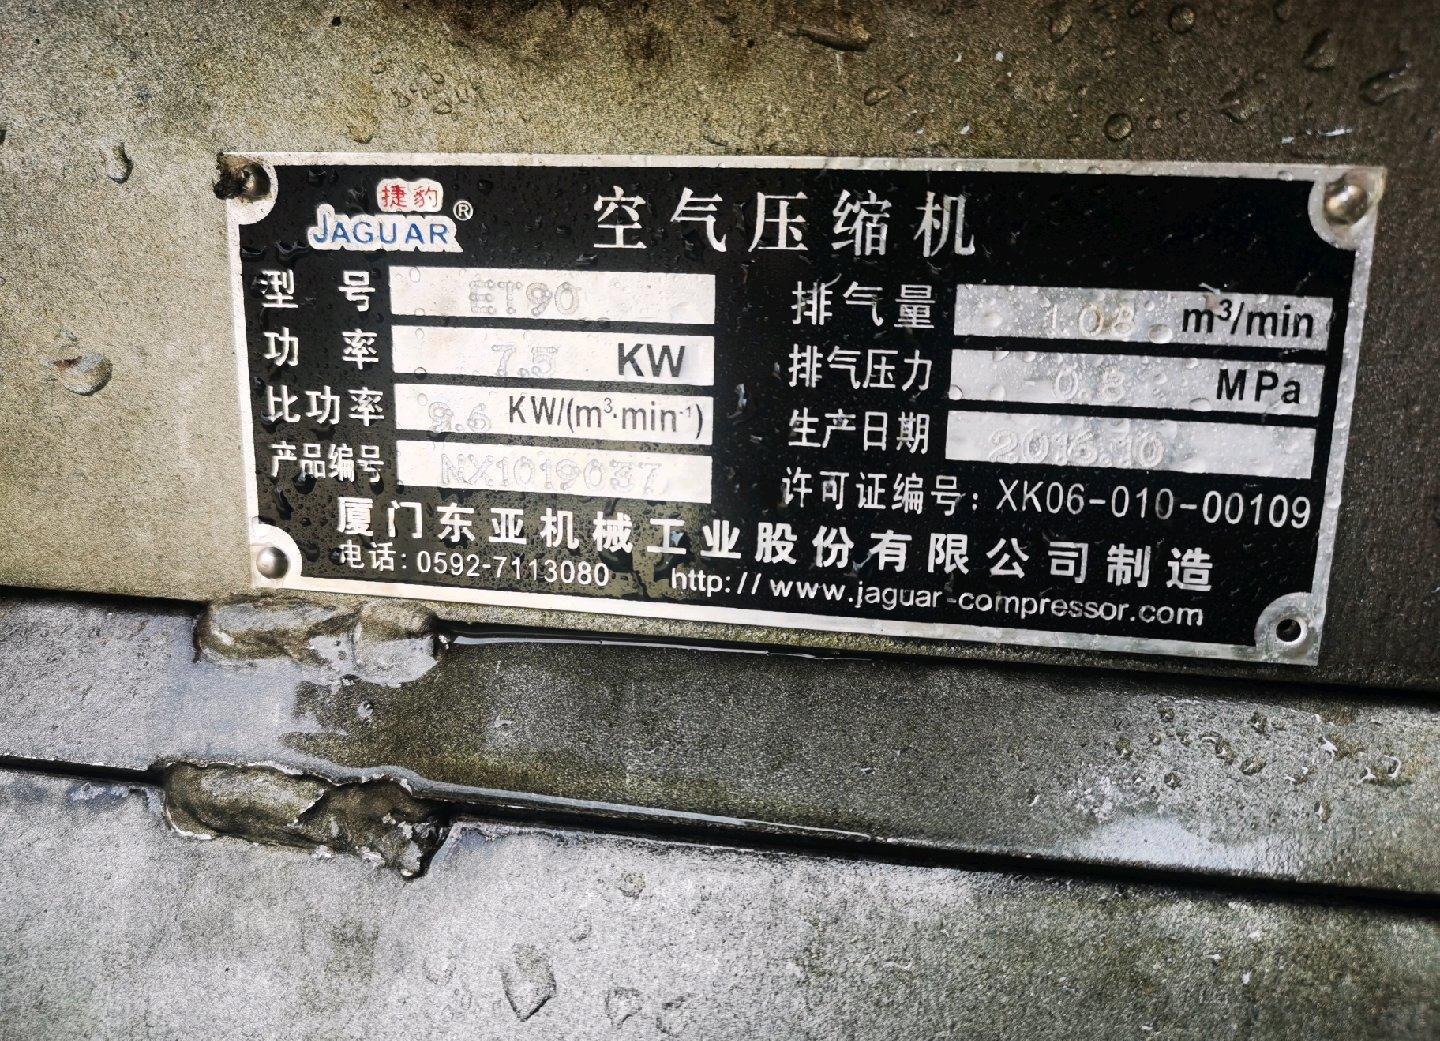 捷豹
JAGUAR ® 空气压缩机
型号 ET90 排气量 1.08 m³/min
功率 7.5 KW 排气压力 0.8 MPa
比功率 9.6 KW/(m³·min⁻¹) 生产日期 2016.10
产品编号 NX1019037 许可证编号: XK06-010-00109
厦门东亚机械工业股份有限公司制造
电话: 0592-7113080 http://www.jaguar-compressor.com